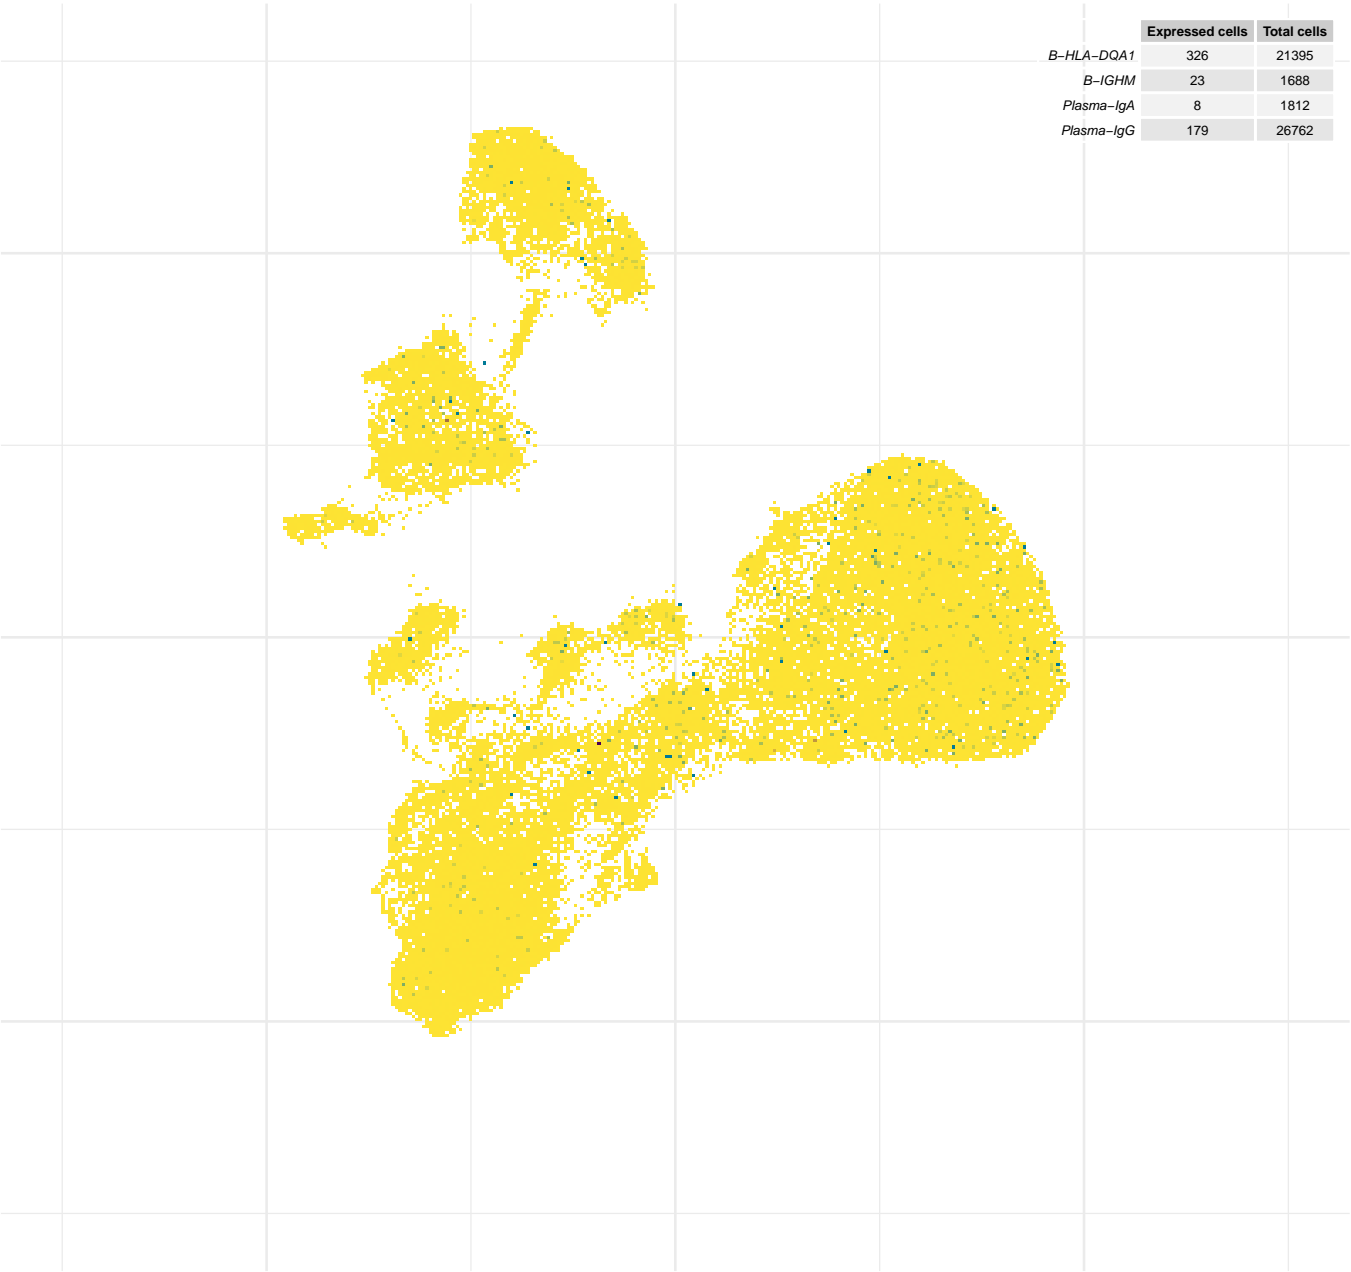 Expressed cells Total cells
B−HLA−DQA1 326 21395
B−IGHM 23 1688
Plasma−IgA 8 1812
Plasma−IgG 179 26762